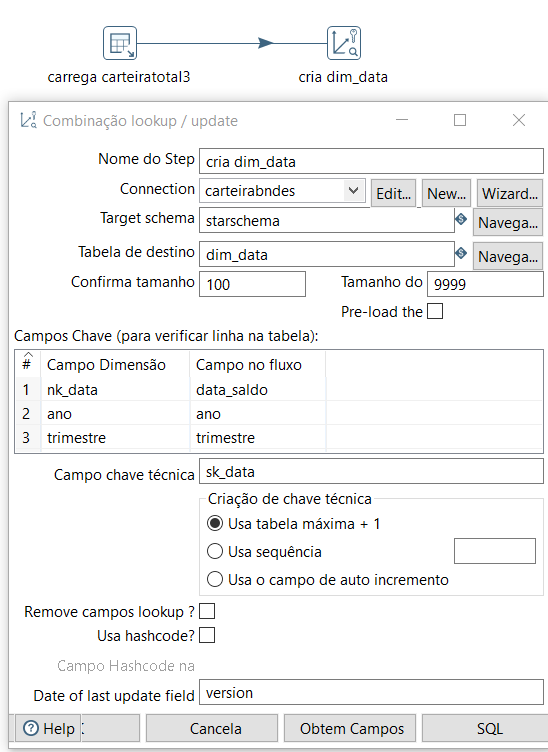 carrega carteiratotal3 cria dim_data
Combinação lookup / update
Nome do Step cria dim_data
Connection carteirabndes Edit... New... Wizard...
Target schema starschema Navega...
Tabela de destino dim_data Navega...
Confirma tamanho 100 Tamanho do 9999
Pre-load the
Campos Chave (para verificar linha na tabela):
# Campo Dimensão Campo no fluxo
1 nk_data data_saldo
2 ano ano
3 trimestre trimestre
Campo chave técnica sk_data
Criação de chave técnica
Usa tabela máxima + 1
Usa sequência
Usa o campo de auto incremento
Remove campos lookup ?
Usa hashcode?
Campo Hashcode na
Date of last update field version
Help Cancela Obtem Campos SQL